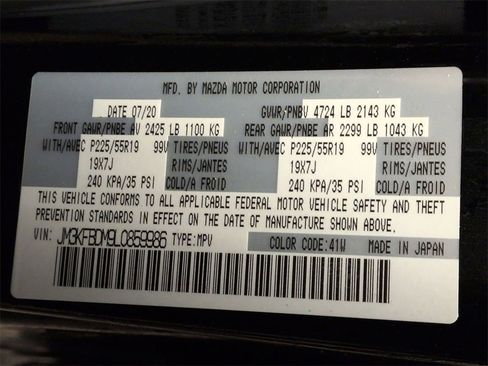 MFD. BY MAZDA MOTOR CORPORATION
DATE 07/20 GVWR/PNBV 4724 LB 2143 KG
FRONT GAWR/PNBE AV 2425 LB 1100 KG REAR GAWR/PNBE AR 2299 LB 1043 KG
WITH/AVEC P225/55R19 99V TIRES/PNEUS WITH/AVEC P225/55R19 99V TIRES/PNEUS
19X7J RIMS/JANTES 19X7J RIMS/JANTES
240 KPA/35 PSI COLD/A FROID 240 KPA/35 PSI COLD/A FROID
THIS VEHICLE CONFORMS TO ALL APPLICABLE FEDERAL MOTOR VEHICLE SAFETY AND THEFT
PREVENTION STANDARDS IN EFFECT ON THE DATE OF MANUFACTURE SHOWN ABOVE.
VIN: JM3KFBDM9L0859986 TYPE:MPV COLOR CODE:41W MADE IN JAPAN